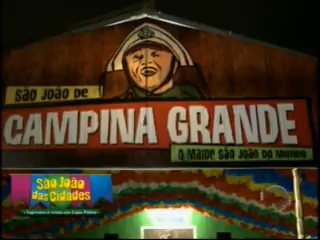 SÃO JOÃO DE
CAMPINA GRANDE
O MAIOR SÃO JOÃO DO MUNDO
São João
das Cidades